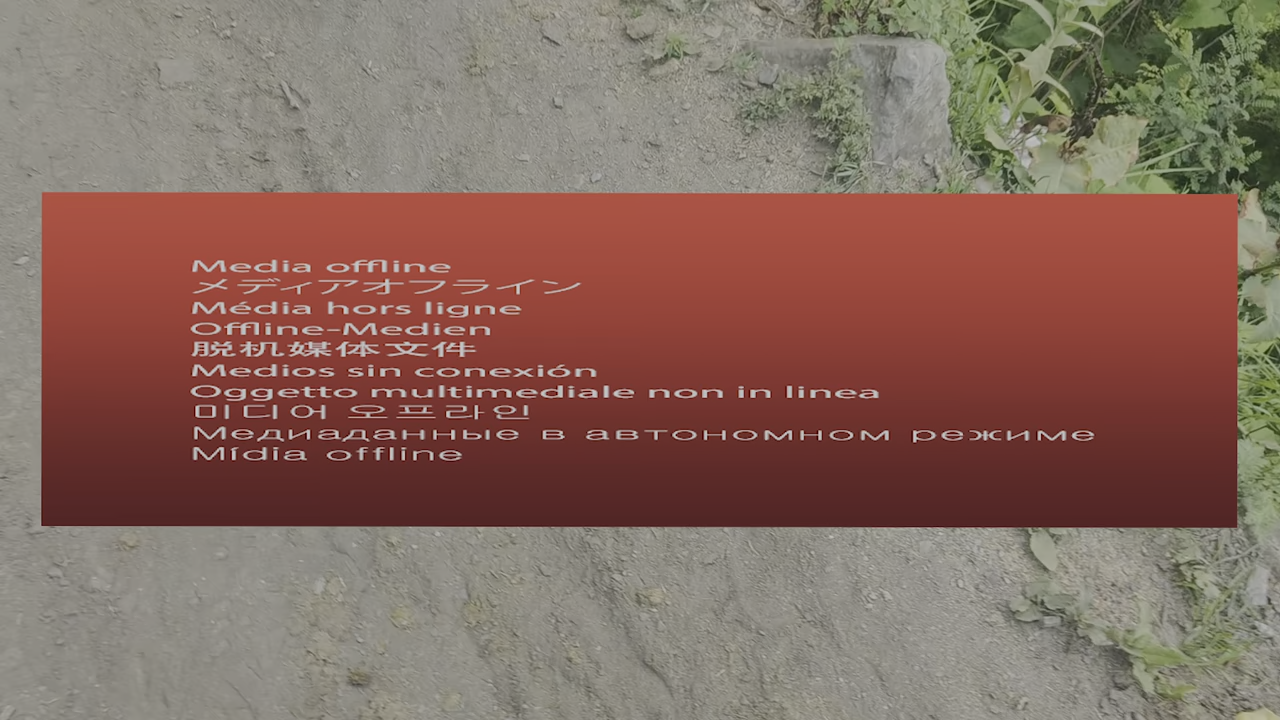 Media offline
メディアオフライン
Média hors ligne
Offline-Medien
脱机媒体文件
Medios sin conexión
Oggetto multimediale non in linea
미디어 오프라인
Медиаданные в автономном режиме
Mídia offline